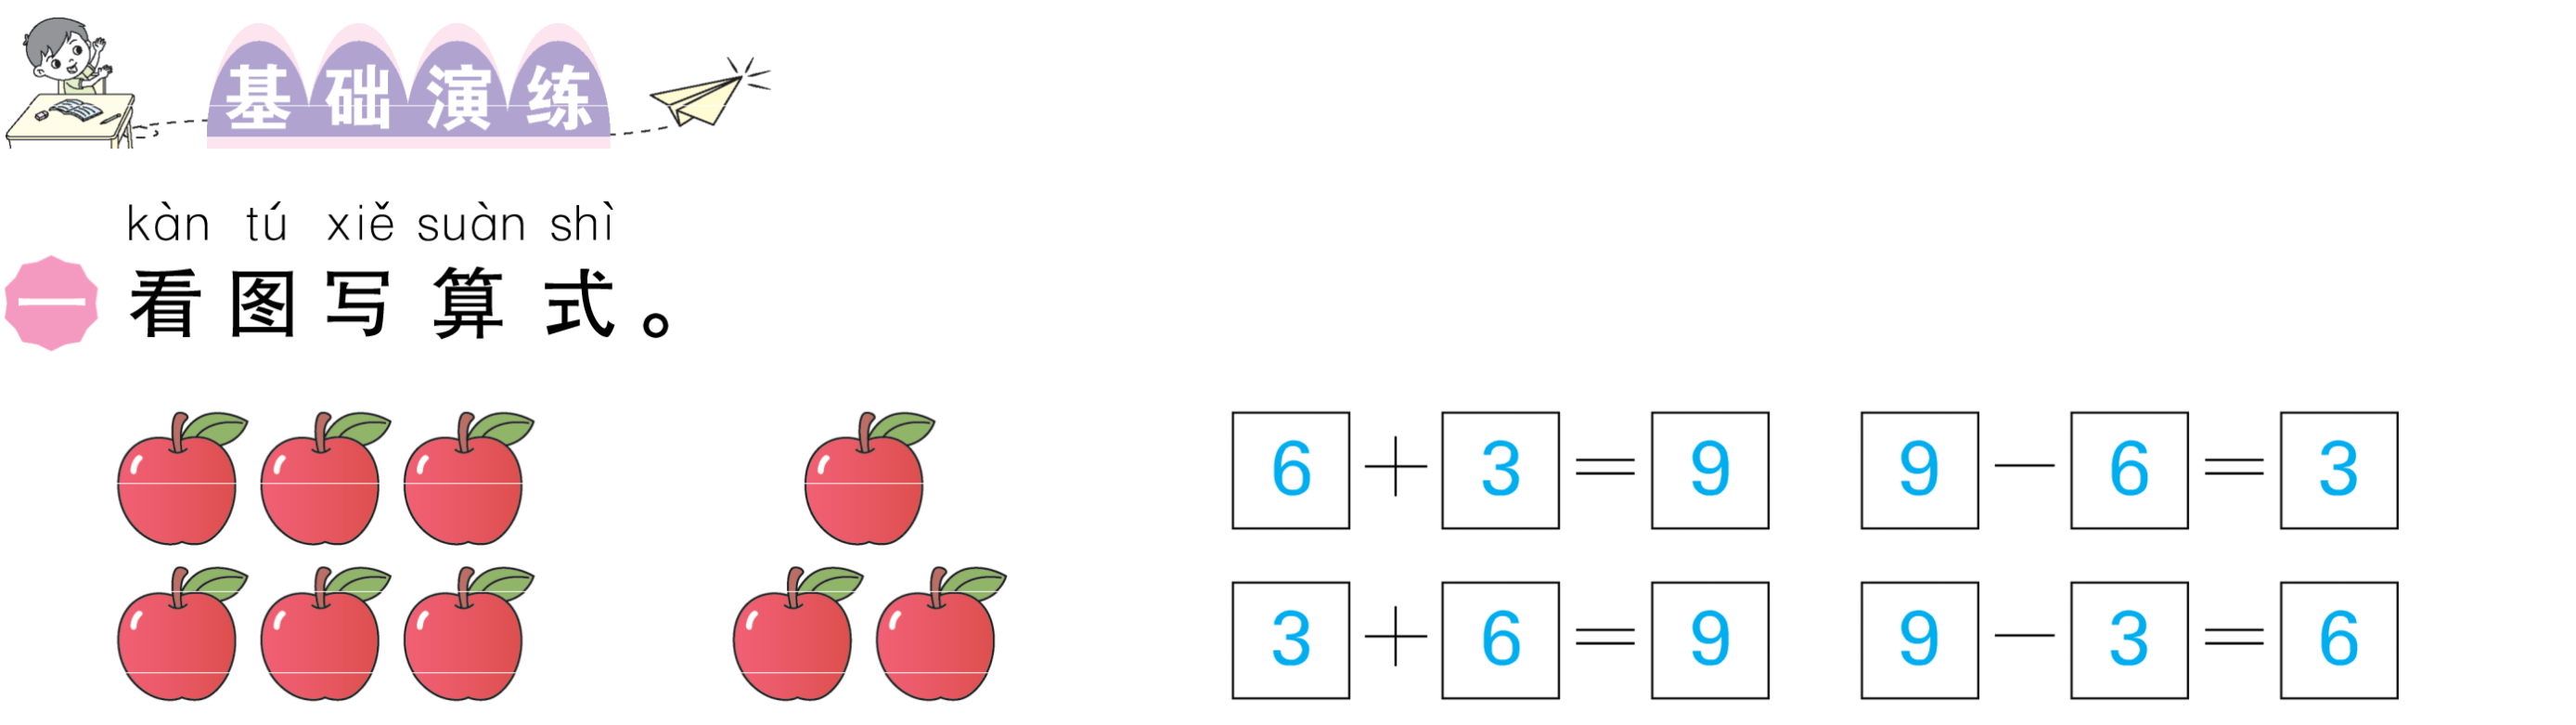 基础演练
kàn tú xiě suàn shì
一 看图写算式。
6 + 3 = 9 9 − 6 = 3
3 + 6 = 9 9 − 3 = 6